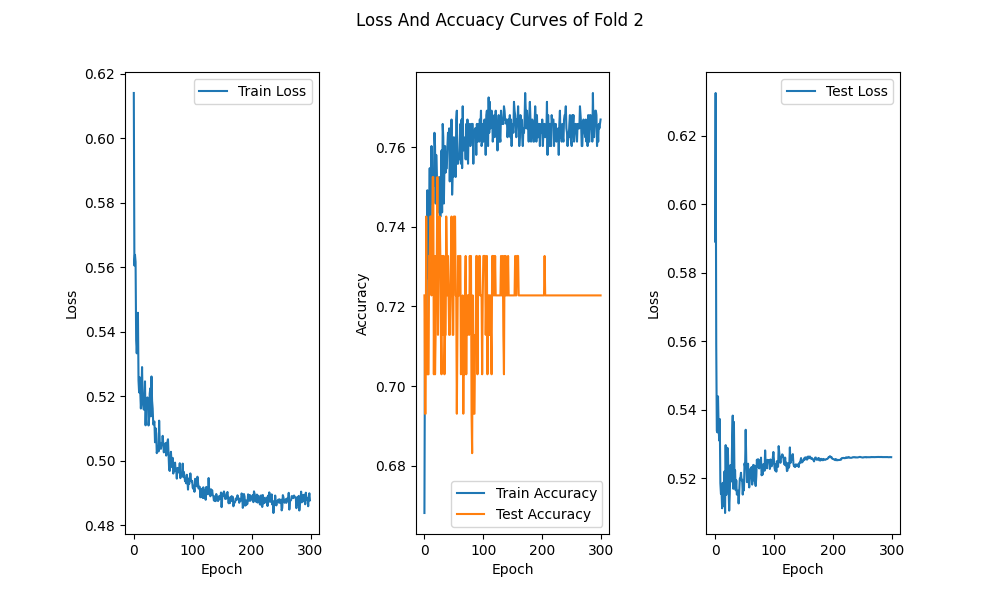 Loss And Accuacy Curves of Fold 2
0.62
0.60
0.58
0.56
0.54
0.52
0.50
0.48
Loss
0 100 200 300
Epoch
Train Loss
0.76
0.74
0.72
0.70
0.68
Accuracy
0 100 200 300
Epoch
Train Accuracy
Test Accuracy
0.62
0.60
0.58
0.56
0.54
0.52
Loss
0 100 200 300
Epoch
Test Loss